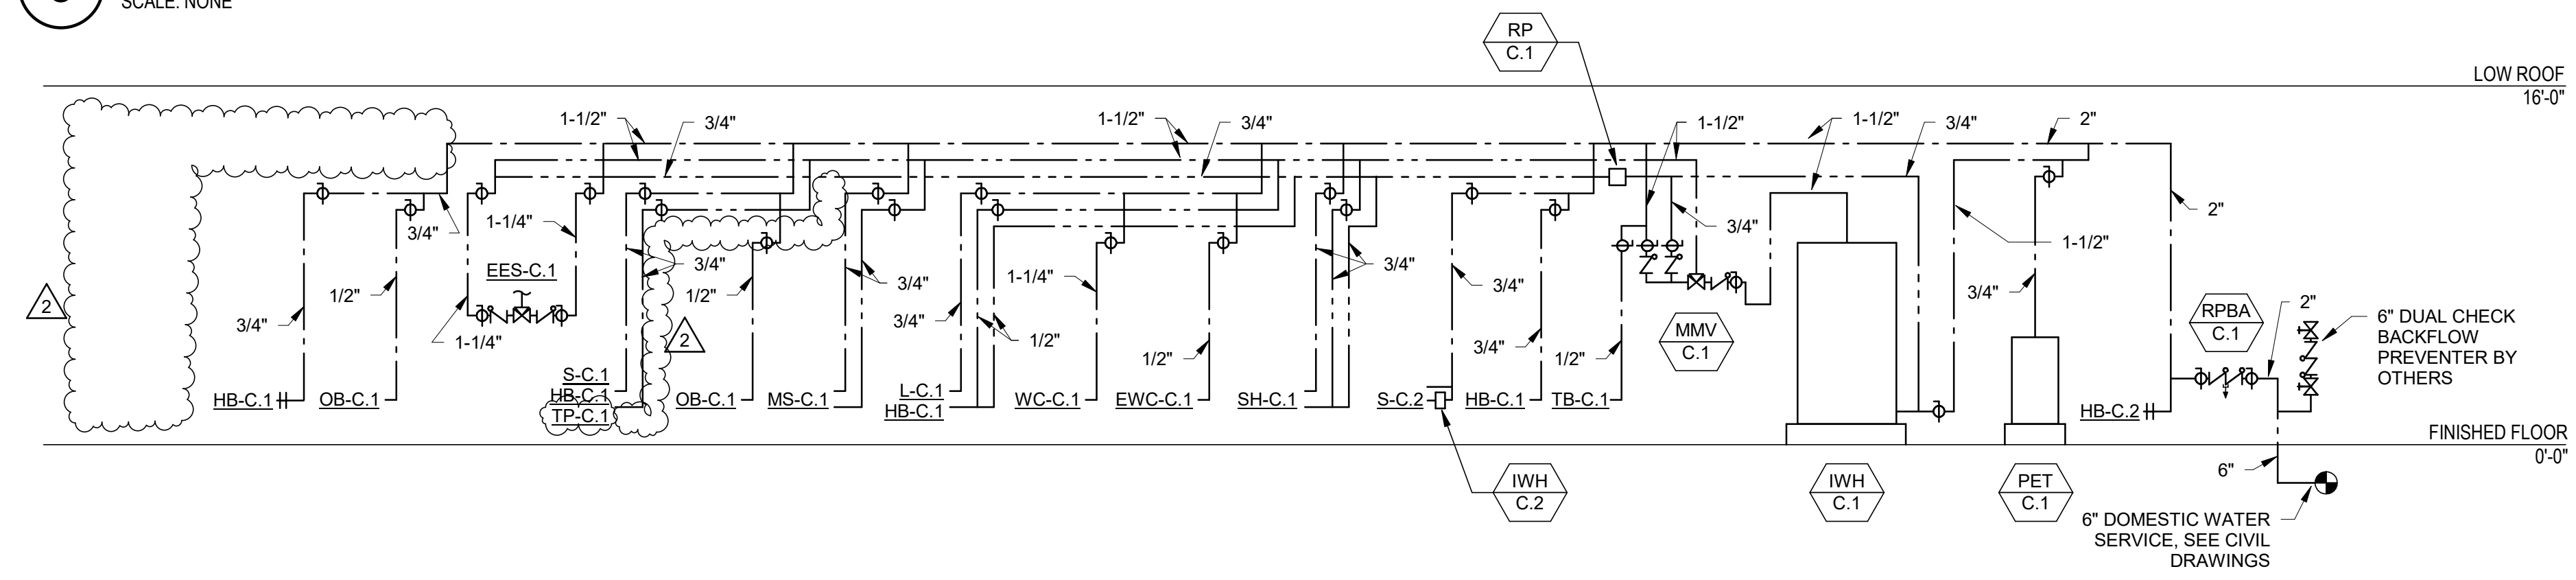 SCALE: NONE
RP
C.1
LOW ROOF
16'-0"
1-1/2"
3/4"
1-1/2"
3/4"
1-1/2"
1-1/2"
3/4"
2"
2"
3/4"
1-1/4"
EES-C.1
3/4"
1/2"
3/4"
1-1/4"
2
3/4"
1/2"
3/4"
2
3/4"
1/2"
1-1/4"
1/2"
3/4"
3/4"
3/4"
1/2"
3/4"
MMV
C.1
1-1/2"
3/4"
RPBA
C.1
2"
6" DUAL CHECK
BACKFLOW
PREVENTER BY
OTHERS
HB-C.1
OB-C.1
S-C.1
HB-C.1
TP-C.1
OB-C.1
MS-C.1
L-C.1
HB-C.1
WC-C.1
EWC-C.1
SH-C.1
S-C.2
HB-C.1
TB-C.1
HB-C.2
FINISHED FLOOR
0'-0"
IWH
C.2
IWH
C.1
PET
C.1
6"
6" DOMESTIC WATER
SERVICE, SEE CIVIL
DRAWINGS